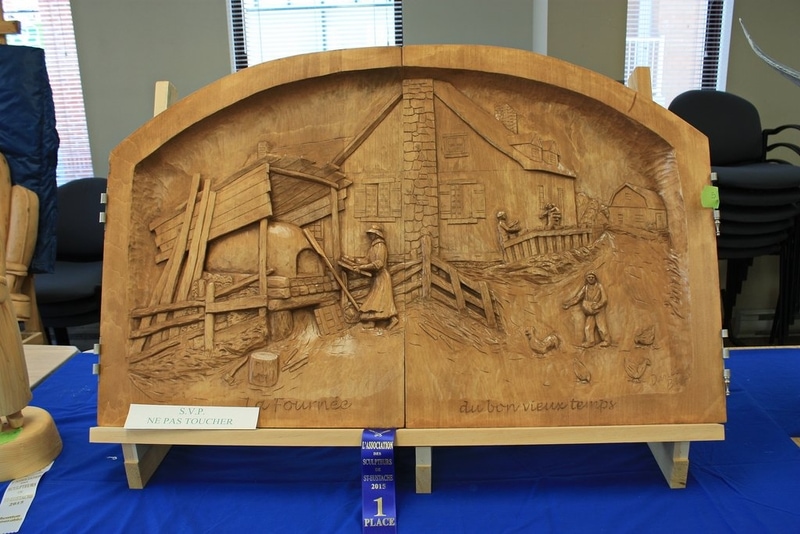 La Fournée du bon vieux temps
S.V.P.
NE PAS TOUCHER
L'ASSOCIATION
DES
SCULPTEURS
DE
ST-EUSTACHE
2015
1
PLACE